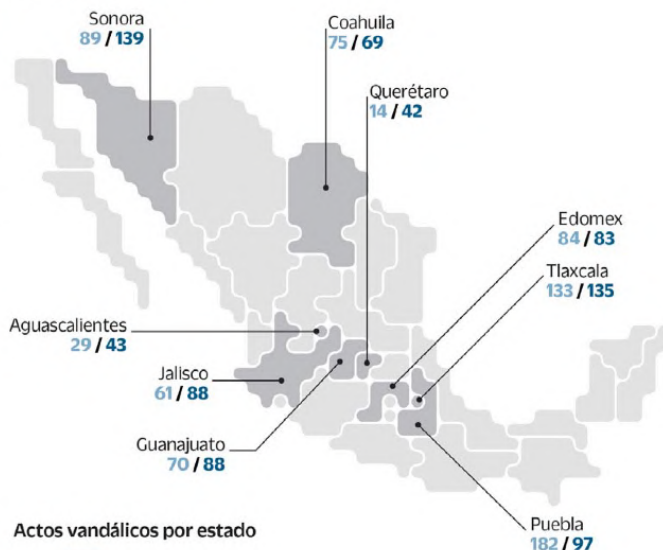 Sonora
89 / 139
Coahuila
75 / 69
Querétaro
14 / 42
Edomex
84 / 83
Tlaxcala
133 / 135
Aguascalientes
29 / 43
Jalisco
61 / 88
Guanajuato
70 / 88
Puebla
182 / 97
Actos vandálicos por estado